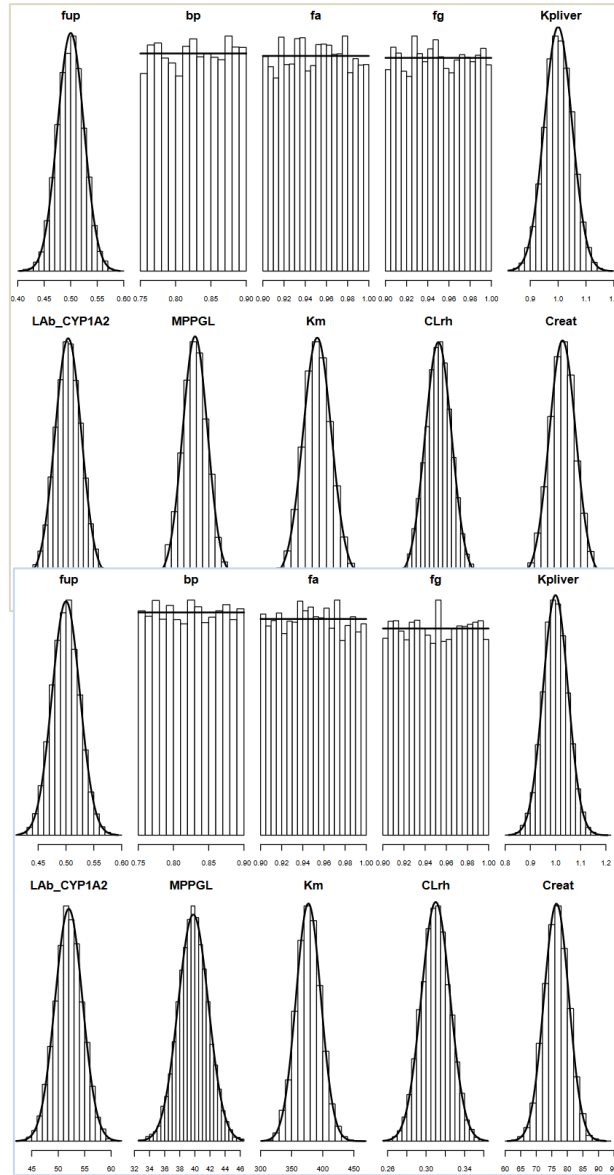 fup bp fa fg Kpliver
0.40 0.45 0.50 0.55 0.60 0.75 0.80 0.85 0.90 0.90 0.92 0.94 0.96 0.98 1.00 0.90 0.92 0.94 0.96 0.98 1.00 0.9 1.0 1.1
LAb_CYP1A2 MPPGL Km CLrh Creat
fup bp fa fg Kpliver
0.45 0.50 0.55 0.60 0.75 0.80 0.85 0.90 0.90 0.92 0.94 0.96 0.98 1.00 0.90 0.92 0.94 0.96 0.98 1.00 0.8 0.9 1.0 1.1 1.2
LAb_CYP1A2 MPPGL Km CLrh Creat
45 50 55 60 32 34 36 38 40 42 44 46 300 350 400 450 0.26 0.30 0.34 60 65 70 75 80 85 90